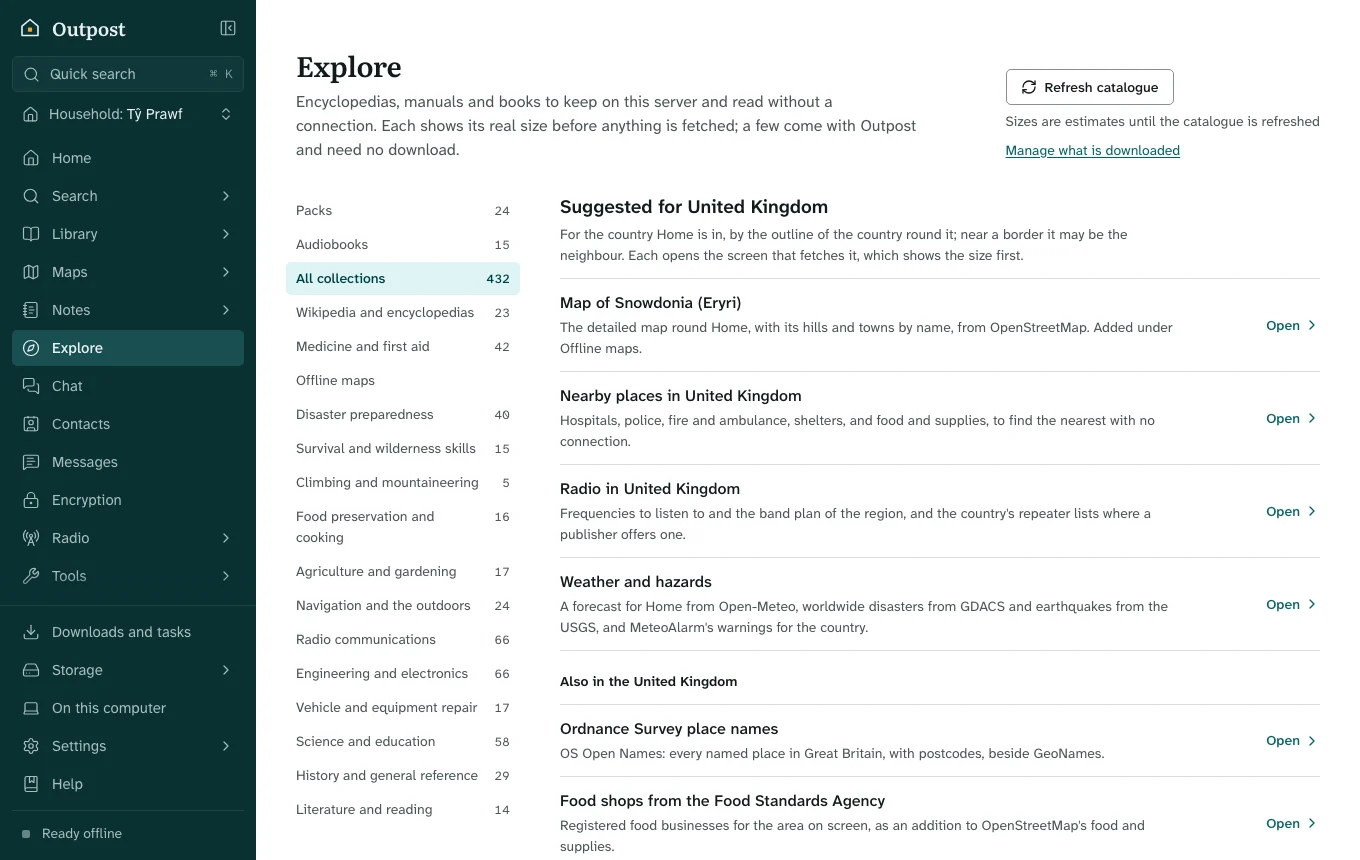 Outpost
Quick search ⌘ K
Household: Tŷ Prawf
Home
Search
Library
Maps
Notes
Explore
Chat
Contacts
Messages
Encryption
Radio
Tools
Downloads and tasks
Storage
On this computer
Settings
Help
Ready offline
Explore
Encyclopedias, manuals and books to keep on this server and read without a
connection. Each shows its real size before anything is fetched; a few come with Outpost
and need no download.
Refresh catalogue
Sizes are estimates until the catalogue is refreshed
Manage what is downloaded
Packs 24
Audiobooks 15
All collections 432
Wikipedia and encyclopedias 23
Medicine and first aid 42
Offline maps
Disaster preparedness 40
Survival and wilderness skills 15
Climbing and mountaineering 5
Food preservation and 16
cooking
Agriculture and gardening 17
Navigation and the outdoors 24
Radio communications 66
Engineering and electronics 66
Vehicle and equipment repair 17
Science and education 58
History and general reference 29
Literature and reading 14
Suggested for United Kingdom
For the country Home is in, by the outline of the country round it; near a border it may be the
neighbour. Each opens the screen that fetches it, which shows the size first.
Map of Snowdonia (Eryri)
The detailed map round Home, with its hills and towns by name, from OpenStreetMap. Added under
Offline maps.
Open
Nearby places in United Kingdom
Hospitals, police, fire and ambulance, shelters, and food and supplies, to find the nearest with no
connection.
Open
Radio in United Kingdom
Frequencies to listen to and the band plan of the region, and the country's repeater lists where a
publisher offers one.
Open
Weather and hazards
A forecast for Home from Open-Meteo, worldwide disasters from GDACS and earthquakes from the
USGS, and MeteoAlarm's warnings for the country.
Open
Also in the United Kingdom
Ordnance Survey place names
OS Open Names: every named place in Great Britain, with postcodes, beside GeoNames.
Open
Food shops from the Food Standards Agency
Registered food businesses for the area on screen, as an addition to OpenStreetMap's food and
supplies.
Open